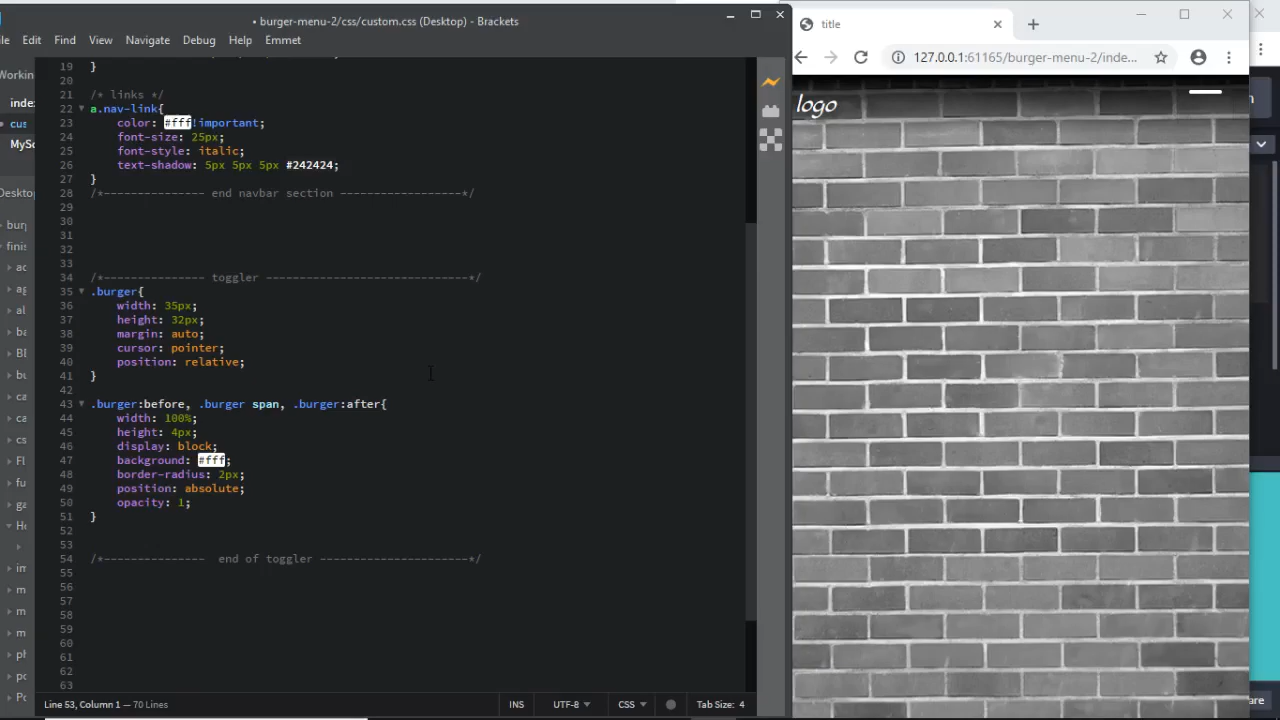 • burger-menu-2/css/custom.css (Desktop) - Brackets
Edit Find View Navigate Debug Help Emmet
19 }
20
21 /* links */
22 a.nav-link{
23 color: #fff!important;
24 font-size: 25px;
25 font-style: italic;
26 text-shadow: 5px 5px 5px #242424;
27 }
28 /*--------------- end navbar section ------------------*/
29
30
31
32
33
34 /*--------------- toggler ------------------------------*/
35 .burger{
36 width: 35px;
37 height: 32px;
38 margin: auto;
39 cursor: pointer;
40 position: relative;
41 }
42
43 .burger:before, .burger span, .burger:after{
44 width: 100%;
45 height: 4px;
46 display: block;
47 background: #fff;
48 border-radius: 2px;
49 position: absolute;
50 opacity: 1;
51 }
52
53
54 /*---------------  end of toggler ----------------------*/
55
56
57
58
59
60
61
62
63
Line 53, Column 1 — 70 Lines
INS UTF-8 CSS Tab Size: 4
title
127.0.0.1:61165/burger-menu-2/inde...
logo